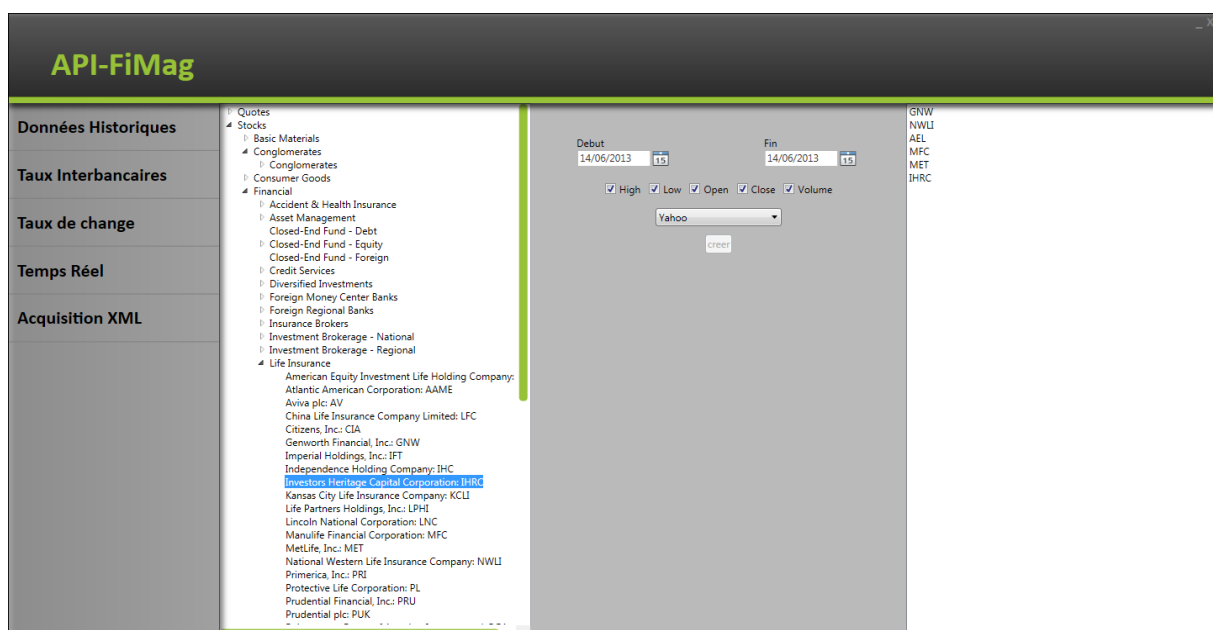 _ X
API-FiMag
Données Historiques
Taux Interbancaires
Taux de change
Temps Réel
Acquisition XML
Quotes
Stocks
Basic Materials
Conglomerates
Conglomerates
Consumer Goods
Financial
Accident & Health Insurance
Asset Management
Closed-End Fund - Debt
Closed-End Fund - Equity
Closed-End Fund - Foreign
Credit Services
Diversified Investments
Foreign Money Center Banks
Foreign Regional Banks
Insurance Brokers
Investment Brokerage - National
Investment Brokerage - Regional
Life Insurance
American Equity Investment Life Holding Company:
Atlantic American Corporation: AAME
Aviva plc: AV
China Life Insurance Company Limited: LFC
Citizens, Inc.: CIA
Genworth Financial, Inc.: GNW
Imperial Holdings, Inc.: IFT
Independence Holding Company: IHC
Investors Heritage Capital Corporation: IHRC
Kansas City Life Insurance Company: KCLI
Life Partners Holdings, Inc.: LPHI
Lincoln National Corporation: LNC
Manulife Financial Corporation: MFC
MetLife, Inc.: MET
National Western Life Insurance Company: NWLI
Primerica, Inc.: PRI
Protective Life Corporation: PL
Prudential Financial, Inc.: PRU
Prudential plc: PUK
Debut Fin
14/06/2013 15 14/06/2013 15
High Low Open Close Volume
Yahoo
creer
GNW
NWLI
AEL
MFC
MET
IHRC